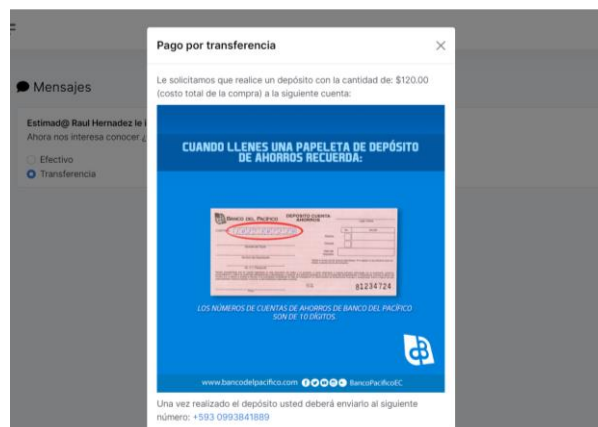 Pago por transferencia
Mensajes
Le solicitamos que realice un depósito con la cantidad de: $120.00
(costo total de la compra) a la siguiente cuenta:
Estimad@ Raul Hernadez le
Ahora nos interesa conocer ¿
Efectivo
Transferencia
CUANDO LLENES UNA PAPELETA DE DEPÓSITO
DE AHORROS RECUERDA:
BANCO DEL PACÍFICO
DEPÓSITO CUENTA
AHORROS
81234724
LOS NÚMEROS DE CUENTAS DE AHORROS DE BANCO DEL PACÍFICO
SON DE 10 DÍGITOS.
www.bancodelpacifico.com BancoPacificoEC
Una vez realizado el depósito usted deberá enviarlo al siguiente
número: +593 0993841889